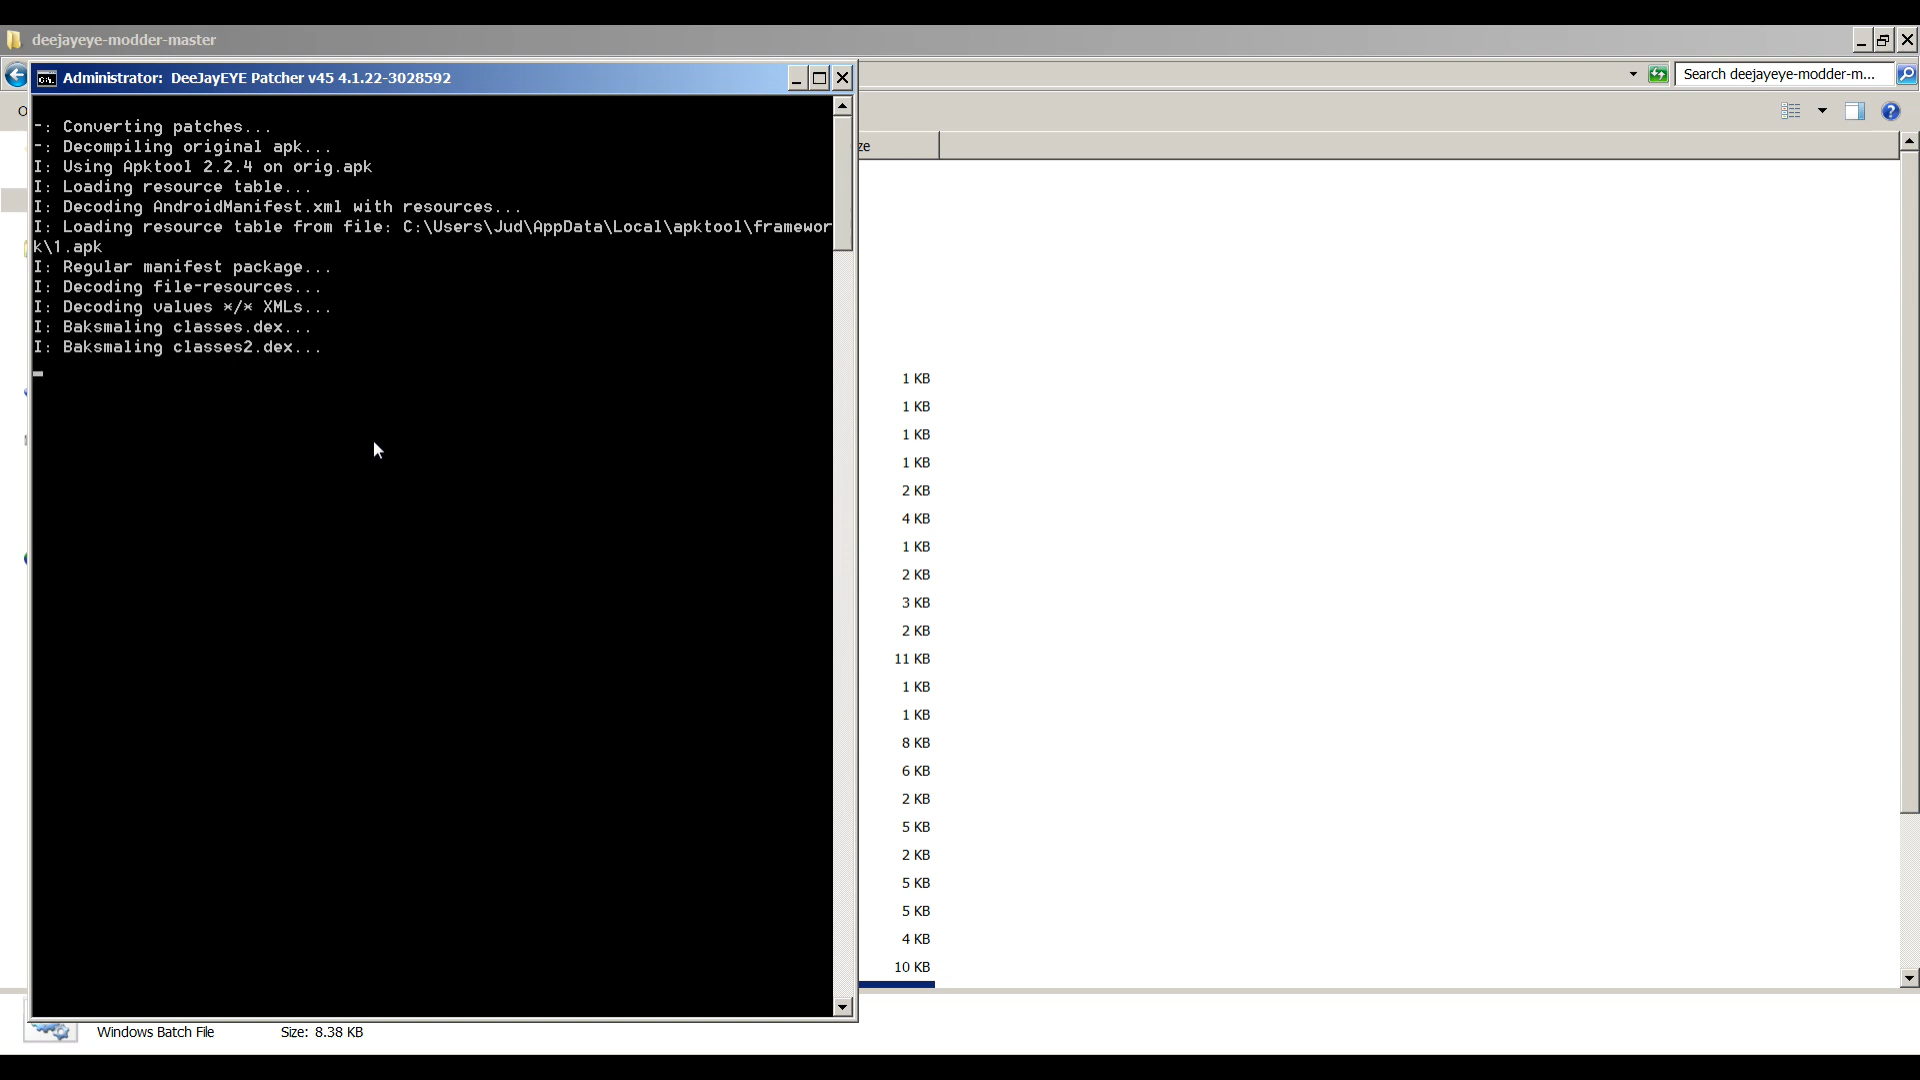 deejayeye-modder-master
Administrator: DeeJayEYE Patcher v45 4.1.22-3028592
Search deejayeye-modder-m...
-: Converting patches...
-: Decompiling original apk...
I: Using Apktool 2.2.4 on orig.apk
I: Loading resource table...
I: Decoding AndroidManifest.xml with resources...
I: Loading resource table from file: C:\Users\Jud\AppData\Local\apktool\framewor
k\1.apk
I: Regular manifest package...
I: Decoding file-resources...
I: Decoding values */* XMLs...
I: Baksmaling classes.dex...
I: Baksmaling classes2.dex...
ze
1 KB
1 KB
1 KB
1 KB
2 KB
4 KB
1 KB
2 KB
3 KB
2 KB
11 KB
1 KB
1 KB
8 KB
6 KB
2 KB
5 KB
2 KB
5 KB
5 KB
4 KB
10 KB
Windows Batch File Size: 8.38 KB